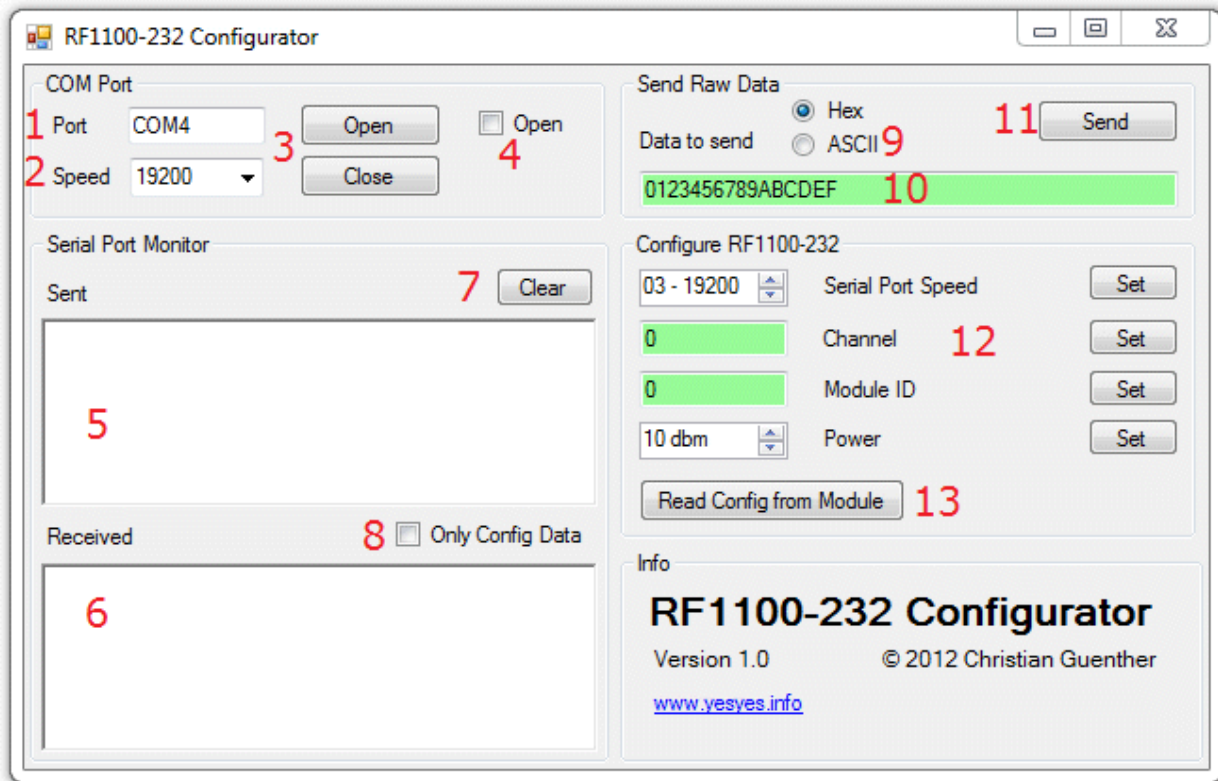 RF1100-232 Configurator
COM Port
1 Port COM4 3 Open Open
4
2 Speed 19200 Close
Send Raw Data
Hex 11 Send
Data to send ASCII 9
0123456789ABCDEF 10
Serial Port Monitor
Sent 7 Clear
5
Received 8 Only Config Data
6
Configure RF1100-232
03 - 19200 Serial Port Speed Set
0 Channel 12 Set
0 Module ID Set
10 dbm Power Set
Read Config from Module 13
Info
RF1100-232 Configurator
Version 1.0 © 2012 Christian Guenther
www.yesyes.info